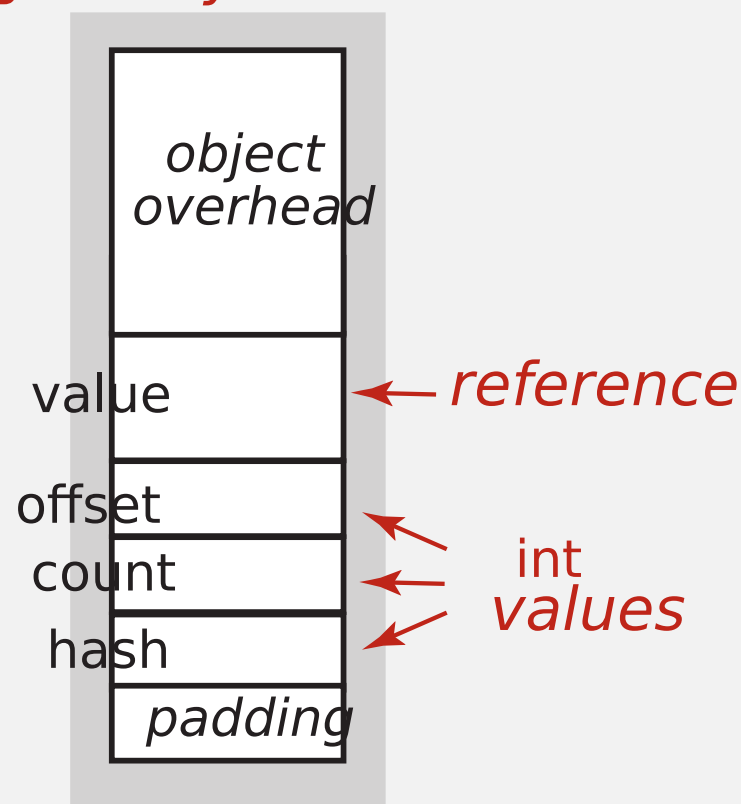 object
overhead
value
reference
offset
int
count
values
hash
padding